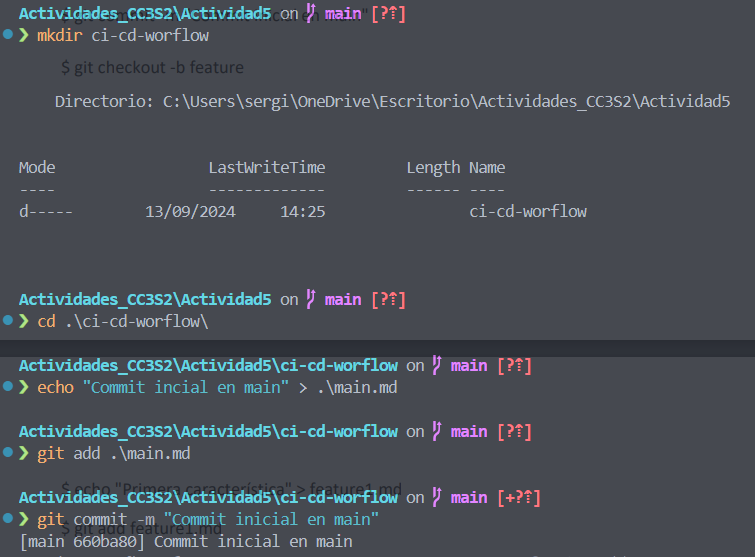 Actividades_CC3S2\Actividad5 on main [?⇡]
❯ mkdir ci-cd-worflow
$ git checkout -b feature
Directorio: C:\Users\sergi\OneDrive\Escritorio\Actividades_CC3S2\Actividad5
Mode LastWriteTime Length Name
---- ------------- ------ ----
d----- 13/09/2024 14:25 ci-cd-worflow
Actividades_CC3S2\Actividad5 on main [?⇡]
❯ cd .\ci-cd-worflow\
Actividades_CC3S2\Actividad5\ci-cd-worflow on main [?⇡]
❯ echo "Commit incial en main" > .\main.md
Actividades_CC3S2\Actividad5\ci-cd-worflow on main [?⇡]
❯ git add .\main.md
$ echo "Primera característica" > feature1.md
Actividades_CC3S2\Actividad5\ci-cd-worflow on main [+?⇡]
❯ git commit -m "Commit inicial en main"
$ git add feature1.md
[main 660ba80] Commit inicial en main